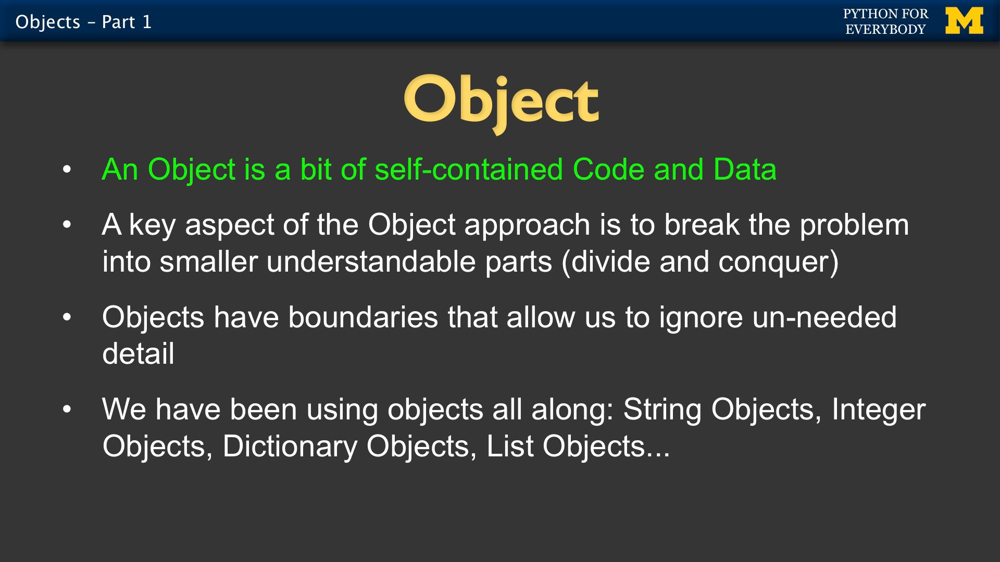 Objects – Part 1
PYTHON FOR
EVERYBODY
M
Object
• An Object is a bit of self-contained Code and Data
• A key aspect of the Object approach is to break the problem
into smaller understandable parts (divide and conquer)
• Objects have boundaries that allow us to ignore un-needed
detail
• We have been using objects all along: String Objects, Integer
Objects, Dictionary Objects, List Objects...